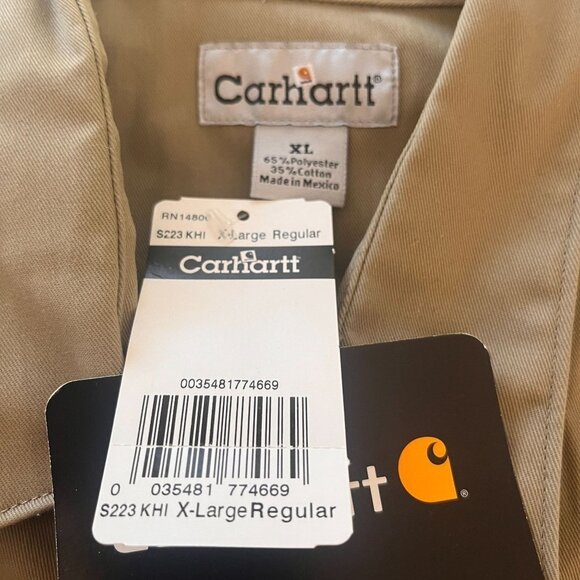 Carhartt®
XL
65% Polyester
35% Cotton
Made in Mexico
S223 KHI X-Large Regular
Carhartt
0035481774669
0 035481 774669
S223 KHI X-Large Regular